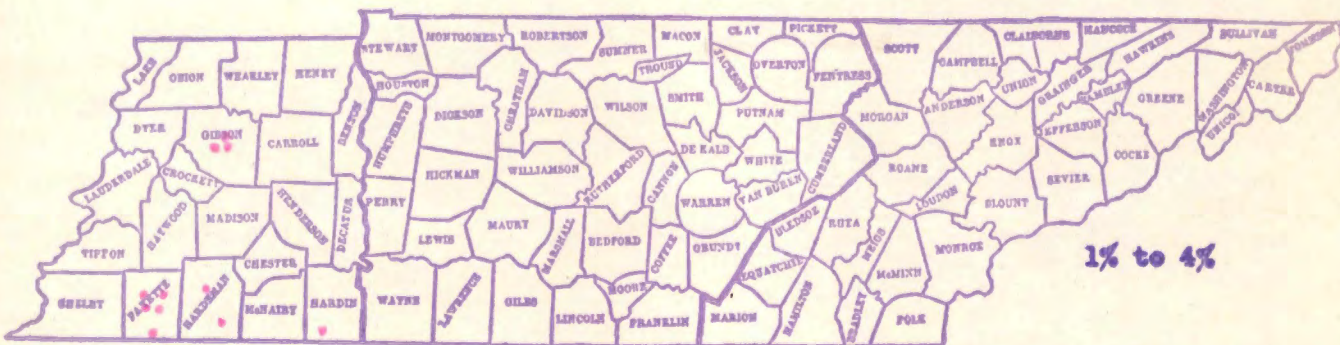 LAKE
OBION
WEAKLEY
HENRY
STEWART
MONTGOMERY
ROBERTSON
SUMNER
MACON
CLAY
PICKETT
SCOTT
CAMPBELL
CLAIBORNE
HANCOCK
HAWKINS
SULLIVAN
JOHNSON
HOUSTON
TROUSD
JACKSON
OVERTON
FENTRESS
UNION
GRAINGER
HAMBLEN
GREENE
WASHINGTON
CARTER
UNICOI
DYER
GIBSON
CARROLL
BENTON
HUMPHREYS
DICKSON
CHEATHAM
DAVIDSON
WILSON
SMITH
PUTNAM
MORGAN
ANDERSON
KNOX
JEFFERSON
COCKE
LAUDERDALE
CROCKETT
HAYWOOD
MADISON
HENDERSON
DECATUR
PERRY
HICKMAN
WILLIAMSON
RUTHERFORD
CANNON
DE KALB
WHITE
VAN BUREN
CUMBERLAND
ROANE
LOUDON
BLOUNT
SEVIER
TIPTON
CHESTER
LEWIS
MAURY
MARSHALL
BEDFORD
COFFEE
WARREN
GRUNDY
BLEDSOE
RHEA
MEIGS
McMINN
MONROE
SHELBY
FAYETTE
HARDEMAN
McNAIRY
HARDIN
WAYNE
LAWRENCE
GILES
LINCOLN
MOORE
FRANKLIN
MARION
SEQUATCHIE
HAMILTON
BRADLEY
POLK
1% to 4%